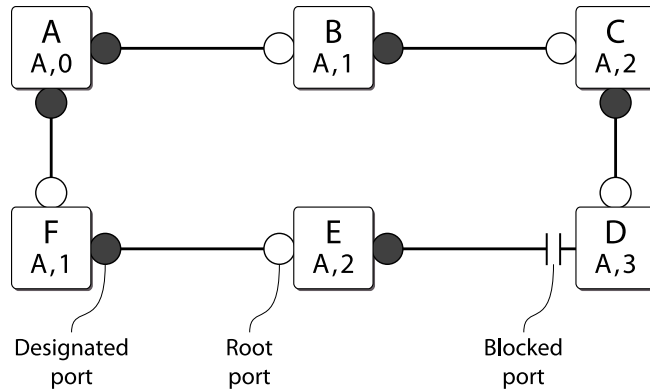 A
A,0
B
A,1
C
A,2
F
A,1
E
A,2
D
A,3
Designated
port
Root
port
Blocked
port